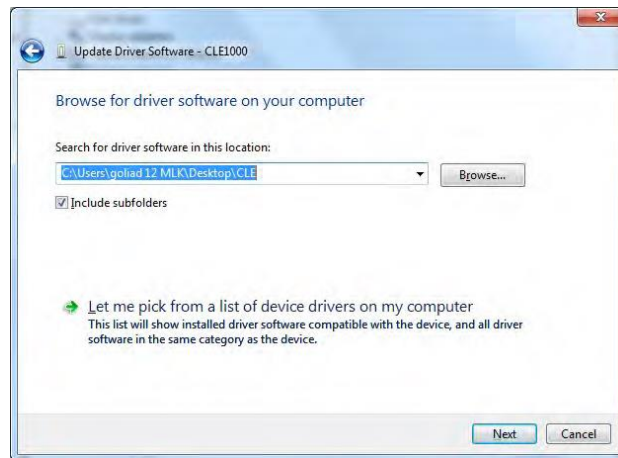 Update Driver Software - CLE1000
Browse for driver software on your computer
Search for driver software in this location:
C:\Users\goliad 12 MLK\Desktop\CLE
Browse...
Include subfolders
Let me pick from a list of device drivers on my computer
This list will show installed driver software compatible with the device, and all driver
software in the same category as the device.
Next Cancel